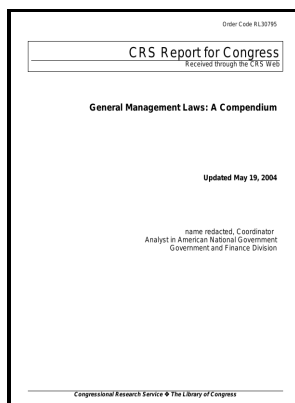 Order Code RL30795
CRS Report for Congress
Received through the CRS Web
General Management Laws: A Compendium
Updated May 19, 2004
name redacted, Coordinator
Analyst in American National Government
Government and Finance Division
Congressional Research Service ❖ The Library of Congress